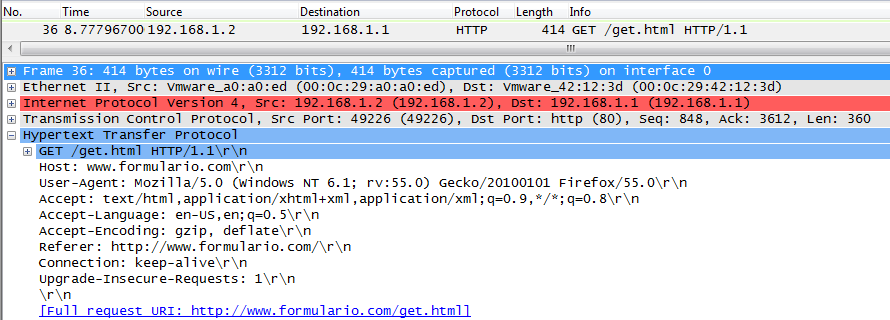 No. Time Source Destination Protocol Length Info
36 8.77796700 192.168.1.2 192.168.1.1 HTTP 414 GET /get.html HTTP/1.1
Frame 36: 414 bytes on wire (3312 bits), 414 bytes captured (3312 bits) on interface 0
Ethernet II, Src: Vmware_a0:a0:ed (00:0c:29:a0:a0:ed), Dst: Vmware_42:12:3d (00:0c:29:42:12:3d)
Internet Protocol Version 4, Src: 192.168.1.2 (192.168.1.2), Dst: 192.168.1.1 (192.168.1.1)
Transmission Control Protocol, Src Port: 49226 (49226), Dst Port: http (80), Seq: 848, Ack: 3612, Len: 360
Hypertext Transfer Protocol
GET /get.html HTTP/1.1\r\n
Host: www.formulario.com\r\n
User-Agent: Mozilla/5.0 (Windows NT 6.1; rv:55.0) Gecko/20100101 Firefox/55.0\r\n
Accept: text/html,application/xhtml+xml,application/xml;q=0.9,*/*;q=0.8\r\n
Accept-Language: en-US,en;q=0.5\r\n
Accept-Encoding: gzip, deflate\r\n
Referer: http://www.formulario.com/\r\n
Connection: keep-alive\r\n
Upgrade-Insecure-Requests: 1\r\n
\r\n
[Full request URI: http://www.formulario.com/get.html]